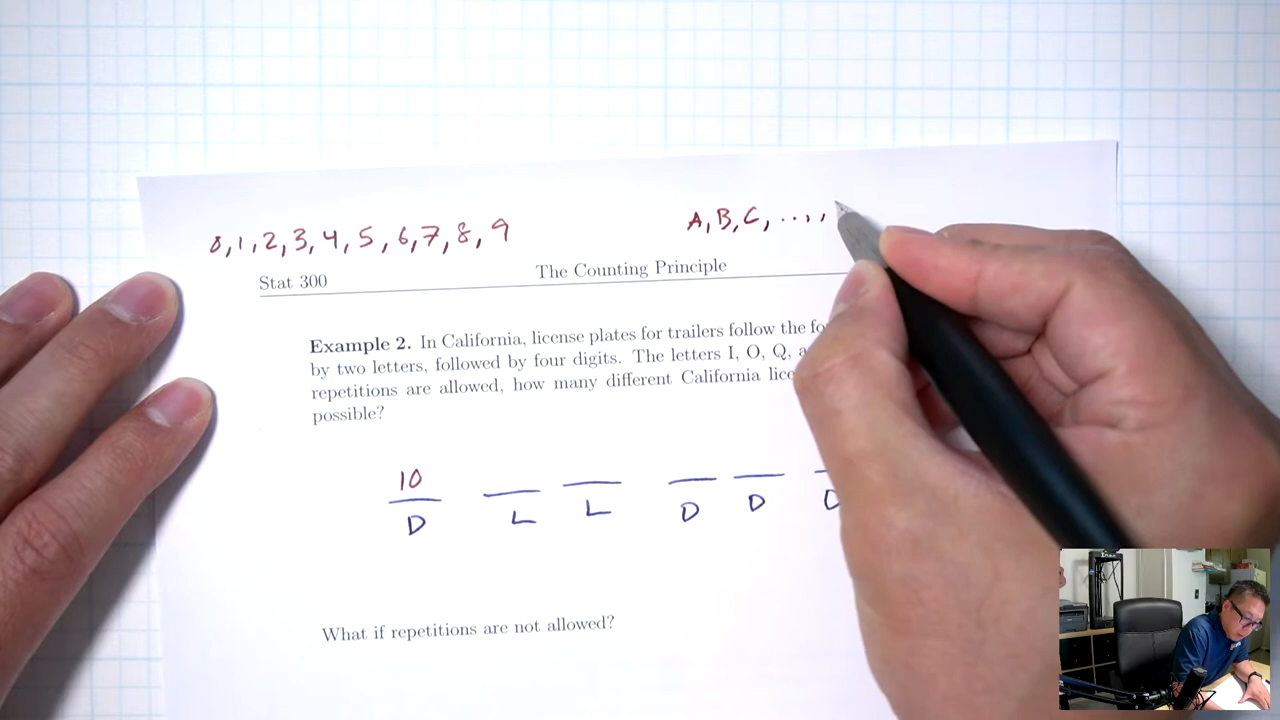 0,1,2,3,4,5,6,7,8,9
A,B,C,...,,
Stat 300 The Counting Principle
Example 2. In California, license plates for trailers follow the fo
by two letters, followed by four digits. The letters I, O, Q, a
repetitions are allowed, how many different California lice
possible?
10
D L L D D D
What if repetitions are not allowed?